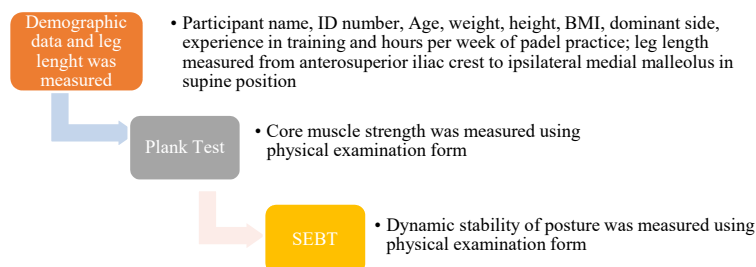 Demographic
data and leg
lenght was
measured
• Participant name, ID number, Age, weight, height, BMI, dominant side,
experience in training and hours per week of padel practice; leg length
measured from anterosuperior iliac crest to ipsilateral medial malleolus in
supine position
Plank Test
• Core muscle strength was measured using
physical examination form
SEBT
• Dynamic stability of posture was measured using
physical examination form